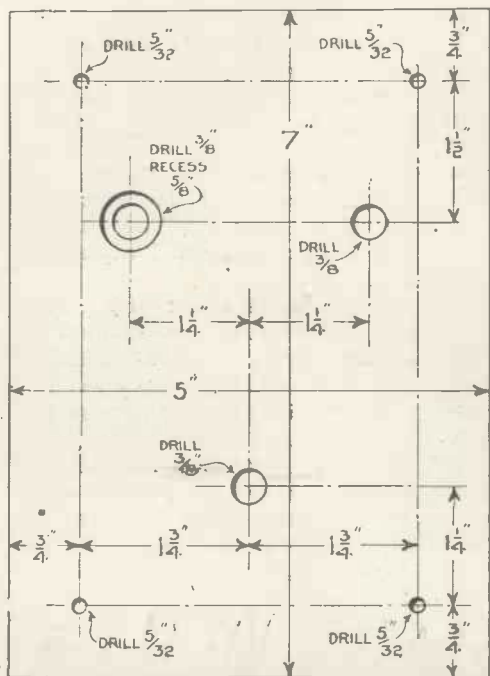 DRILL 5/32"
DRILL 5/32"
3/4"
7"
1 1/2"
DRILL 3/8"
RECESS
5/8"
DRILL
3/8
1 1/4"
1 1/4"
5"
DRILL
3/4"
1 3/4"
1 3/4"
1 1/4"
DRILL 5/32"
DRILL 5/32"
3/4"